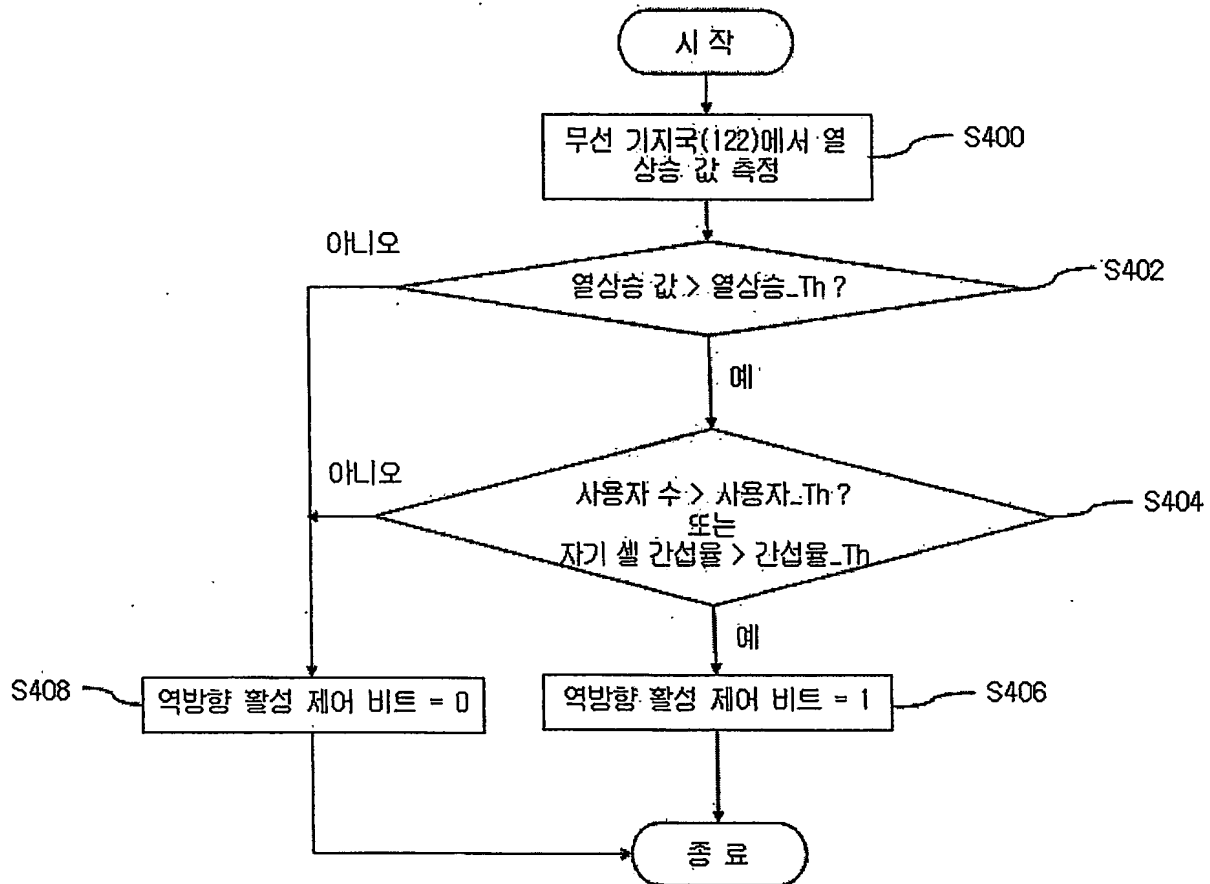 시 작
무선 기지국(122)에서 열
상승 값 측정
S400
아니오
열상승 값 > 열상승_Th ?
S402
예
아니오
사용자 수 > 사용자_Th ?
또는
자기 셀 간섭율 > 간섭율_Th
S404
예
S408
역방향 활성 제어 비트 = 0
역방향 활성 제어 비트 = 1
S406
종 료